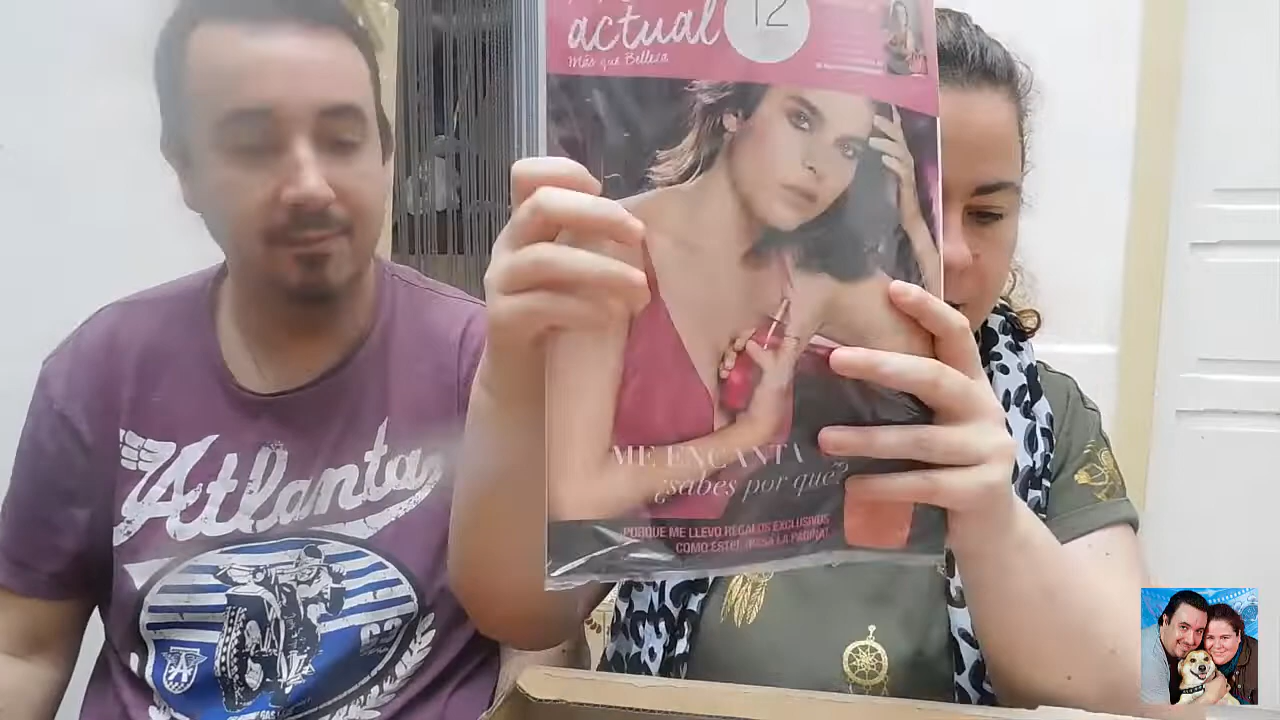 actual
12
Más que Belleza
ME ENCANTA
¿sabes por qué?
PORQUE ME LLEVO REGALOS EXCLUSIVOS
COMO ESTE! ¡PASA LA PÁGINA!
Atlanta
63